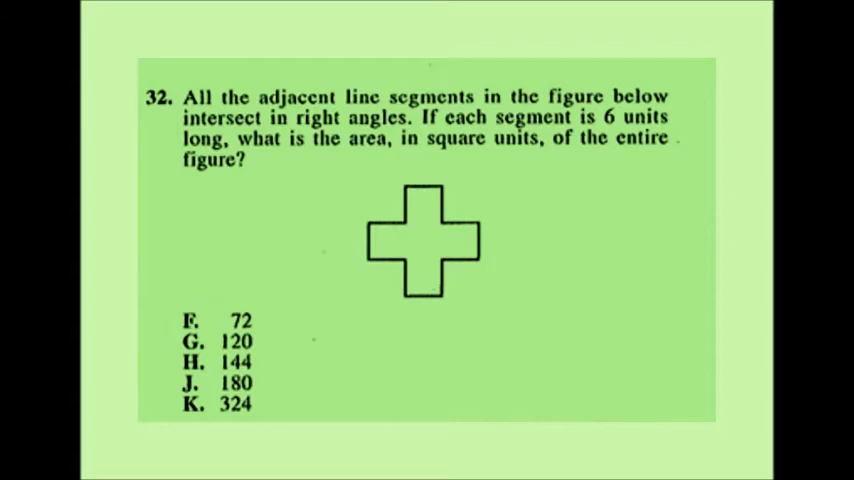 32. All the adjacent line segments in the figure below
intersect in right angles. If each segment is 6 units
long, what is the area, in square units, of the entire
figure?
F. 72
G. 120
H. 144
J. 180
K. 324